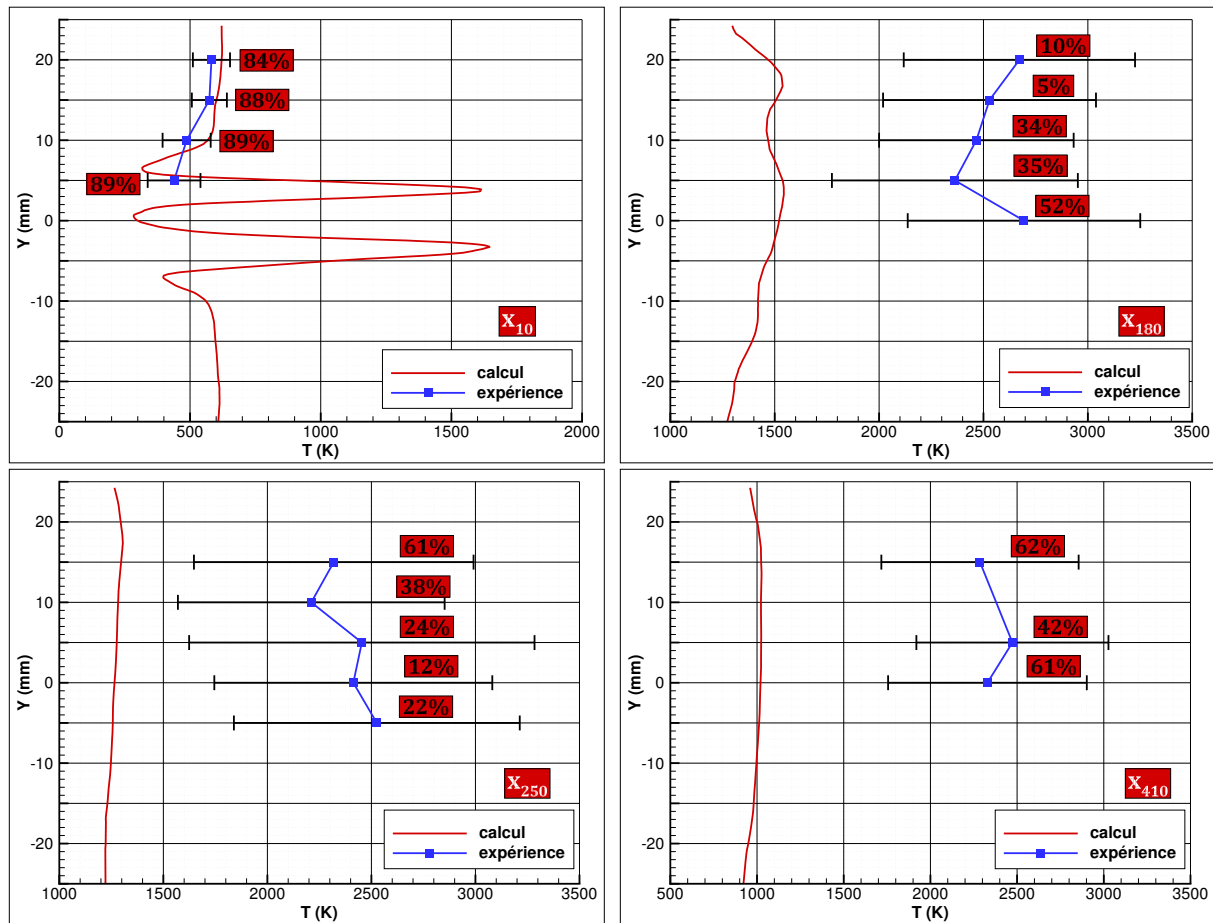 20
10
0
-10
-20
Y (mm)
84%
88%
89%
89%
X10
calcul
expérience
0 500 1000 1500 2000
T (K)
20
10
0
-10
-20
Y (mm)
10%
5%
34%
35%
52%
X180
calcul
expérience
1000 1500 2000 2500 3000 3500
T (K)
20
10
0
-10
-20
Y (mm)
61%
38%
24%
12%
22%
X250
calcul
expérience
1000 1500 2000 2500 3000 3500
T (K)
20
10
0
-10
-20
Y (mm)
62%
42%
61%
X410
calcul
expérience
500 1000 1500 2000 2500 3000 3500
T (K)